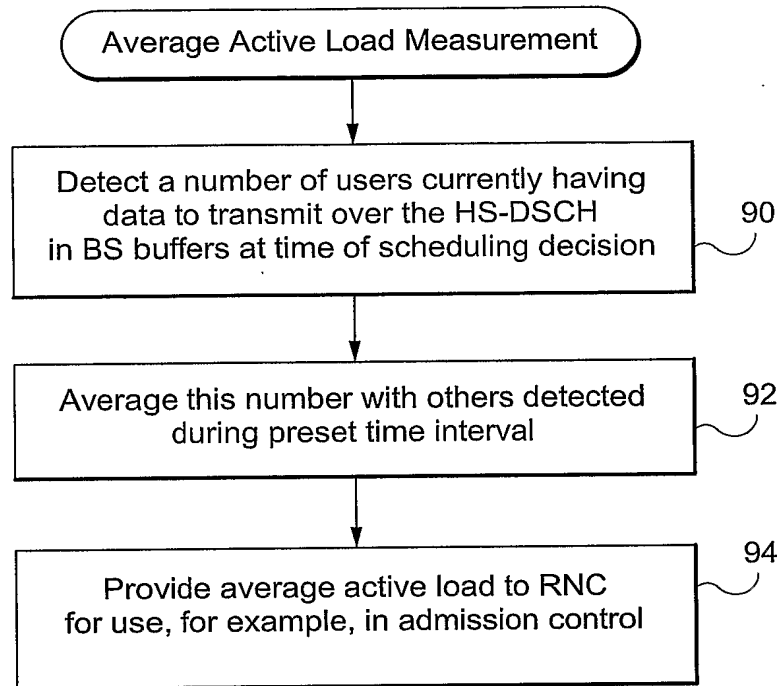 Average Active Load Measurement
Detect a number of users currently having
data to transmit over the HS-DSCH
in BS buffers at time of scheduling decision
90
Average this number with others detected
during preset time interval
92
Provide average active load to RNC
for use, for example, in admission control
94